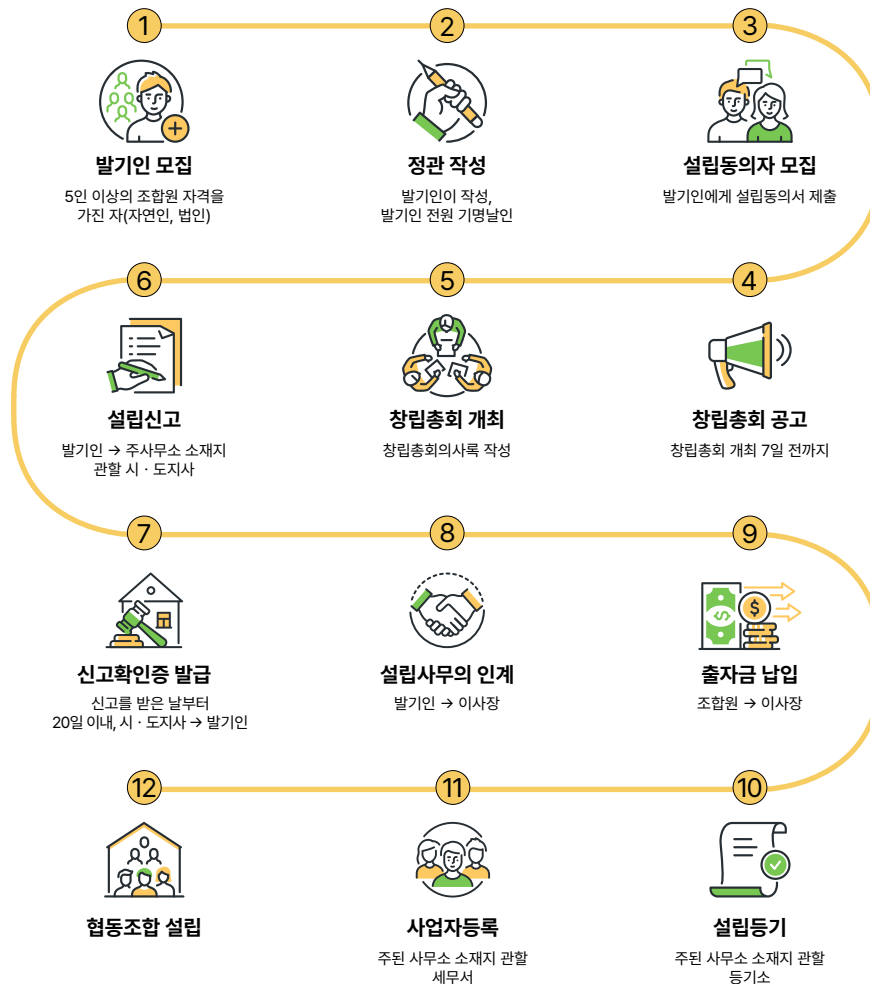 1
발기인 모집
5인 이상의 조합원 자격을
가진 자(자연인, 법인)
2
정관 작성
발기인이 작성,
발기인 전원 기명날인
3
설립동의자 모집
발기인에게 설립동의서 제출
4
창립총회 공고
창립총회 개최 7일 전까지
5
창립총회 개최
창립총회의사록 작성
6
설립신고
발기인 → 주사무소 소재지
관할 시 · 도지사
7
신고확인증 발급
신고를 받은 날부터
20일 이내, 시 · 도지사 → 발기인
8
설립사무의 인계
발기인 → 이사장
9
출자금 납입
조합원 → 이사장
10
설립등기
주된 사무소 소재지 관할
등기소
11
사업자등록
주된 사무소 소재지 관할
세무서
12
협동조합 설립